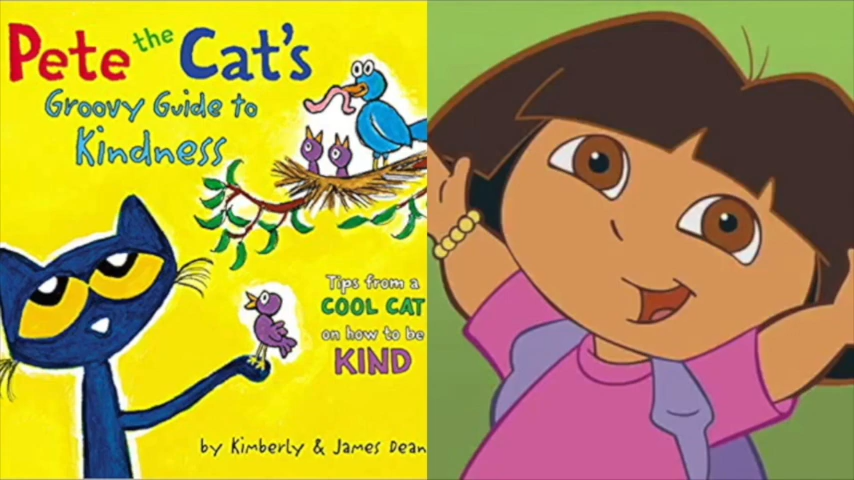 Pete the Cat's
Groovy Guide to
Kindness
Tips from a
COOL CAT
on how to be
KIND
by Kimberly & James Dean